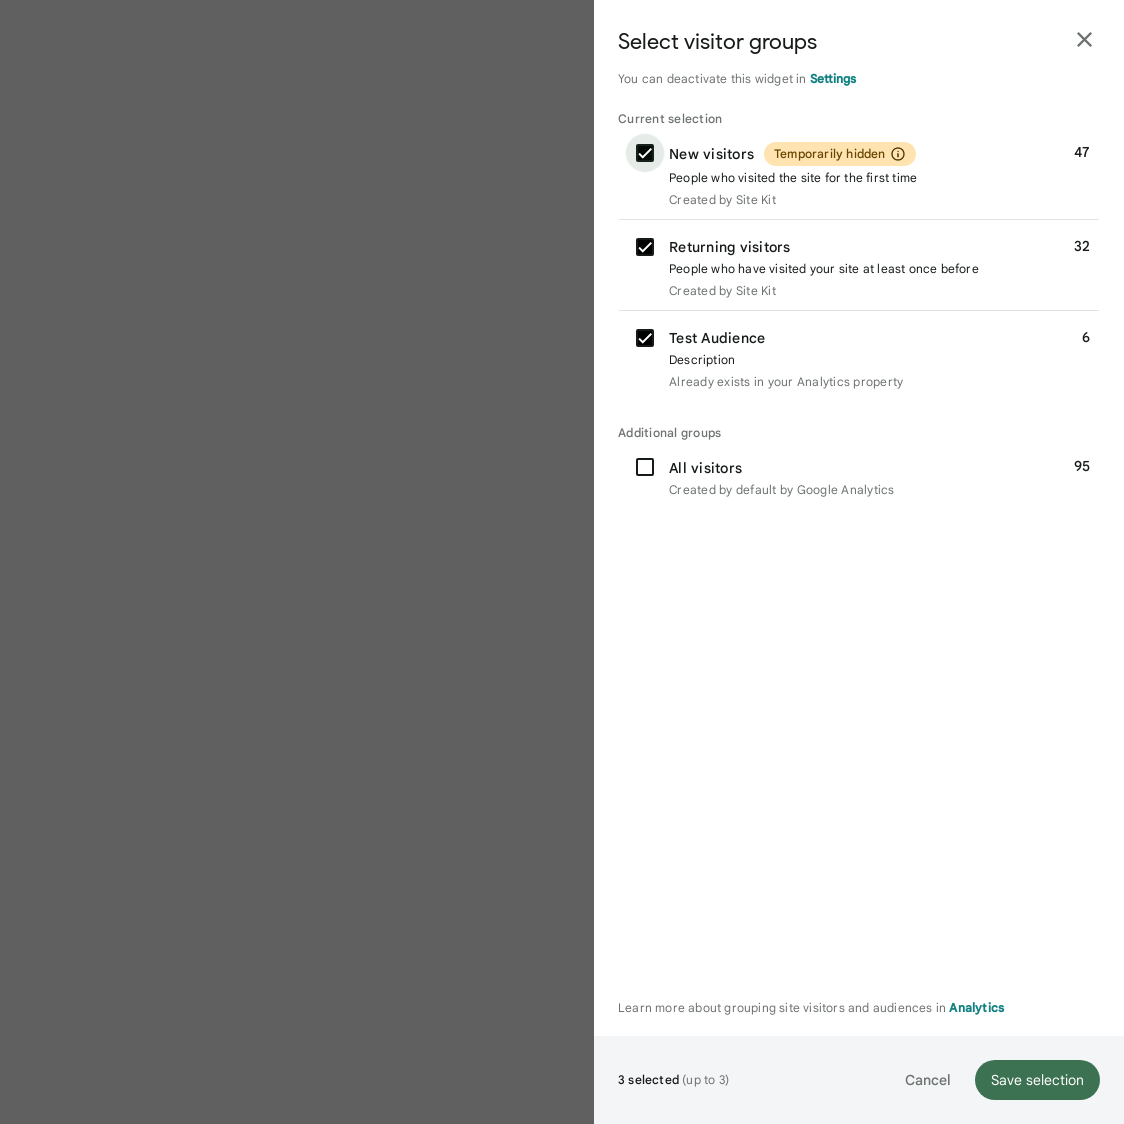 Select visitor groups
You can deactivate this widget in Settings
Current selection
New visitors Temporarily hidden 47
People who visited the site for the first time
Created by Site Kit
Returning visitors 32
People who have visited your site at least once before
Created by Site Kit
Test Audience 6
Description
Already exists in your Analytics property
Additional groups
All visitors 95
Created by default by Google Analytics
Learn more about grouping site visitors and audiences in Analytics
3 selected (up to 3) Cancel Save selection